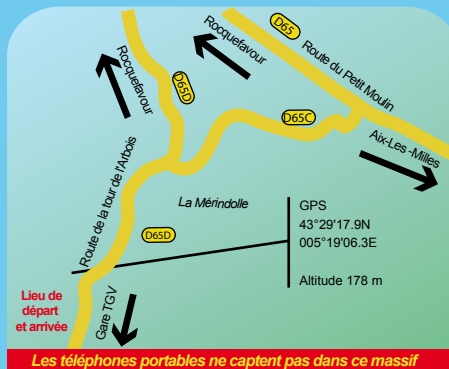 D65
Rocquefavour
Rocquefavour
Route du Petit Moulin
D65D
D65C
Aix-Les -Milles
Route de la tour de l'Arbois
La Mérindolle
GPS
43°29'17.9N
005°19'06.3E
Altitude 178 m
D65D
Lieu de
départ
et arrivée
Gare TGV
Les téléphones portables ne captent pas dans ce massif